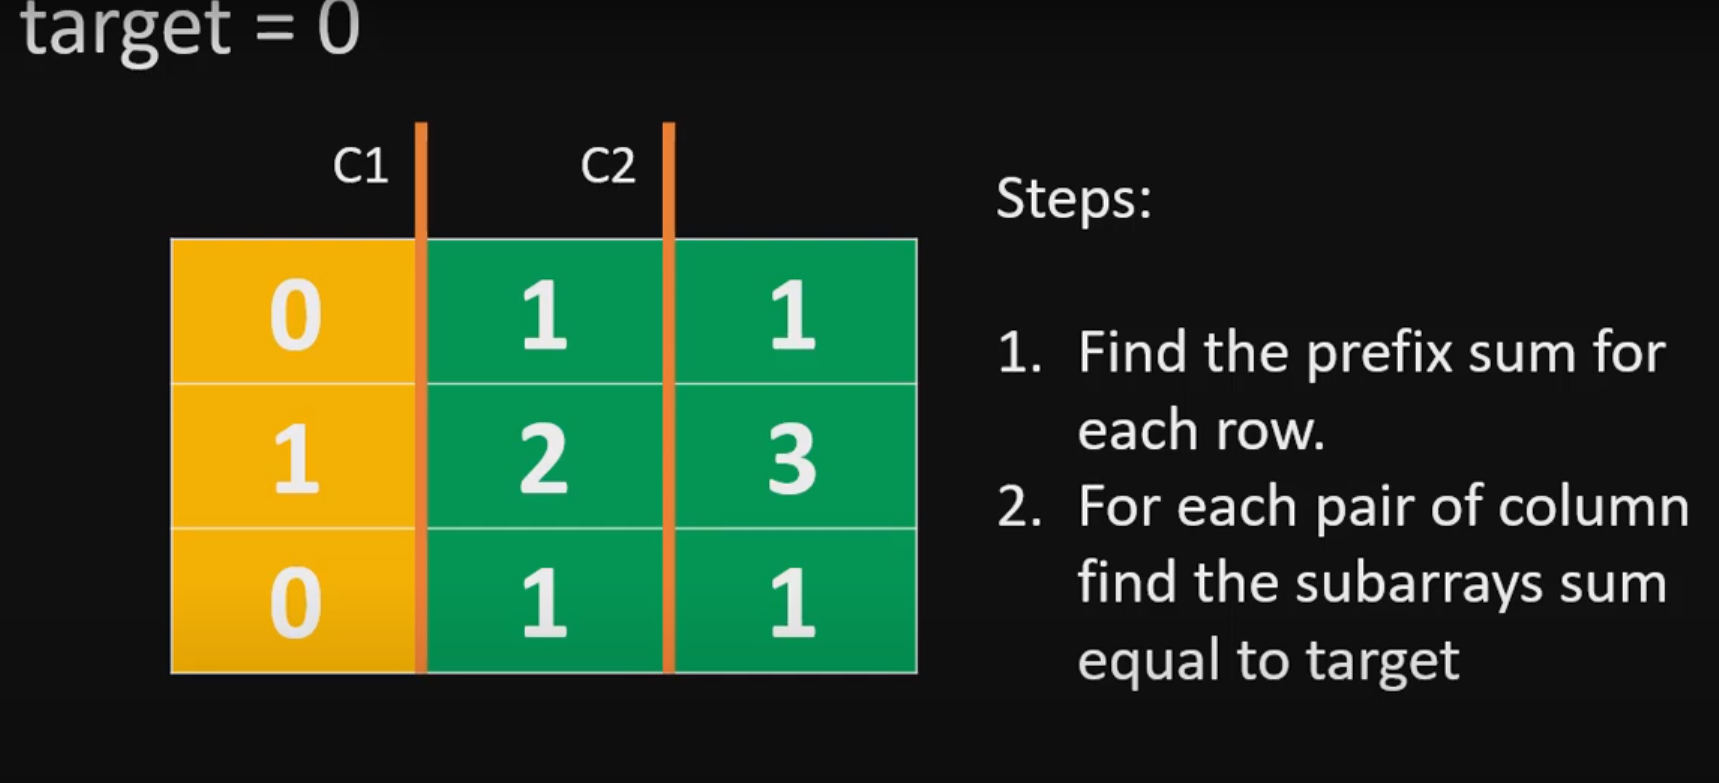 target = 0
C1 C2
0 1 1
1 2 3
0 1 1
Steps:
1. Find the prefix sum for
each row.
2. For each pair of column
find the subarrays sum
equal to target